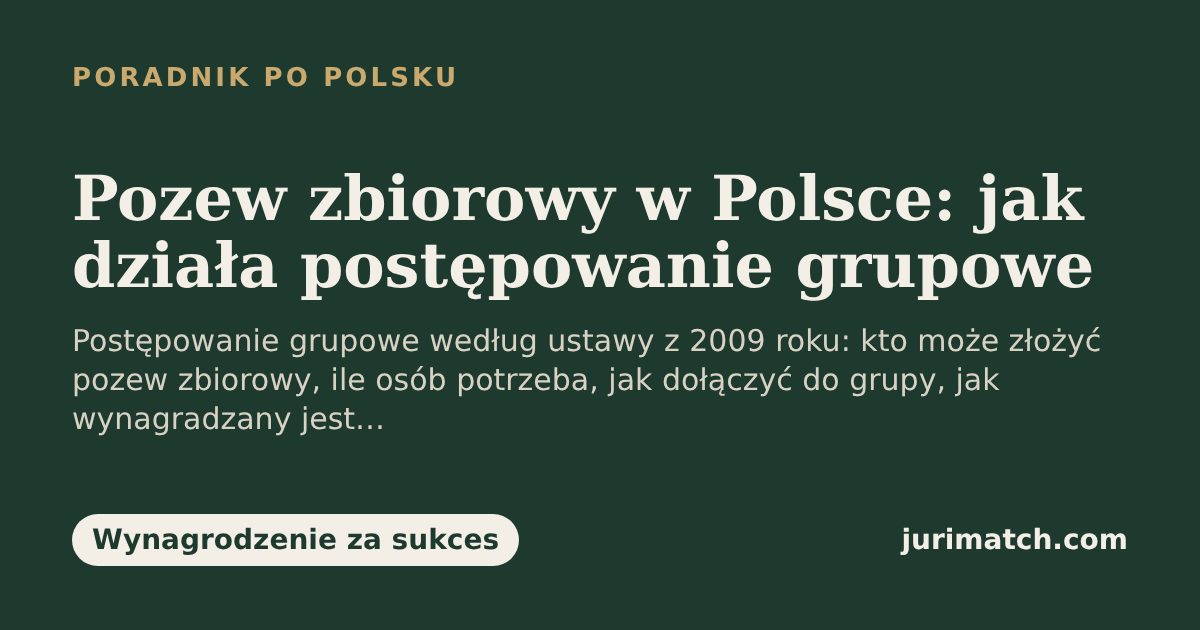 PORADNIK PO POLSKU
Pozew zbiorowy w Polsce: jak
działa postępowanie grupowe
Postępowanie grupowe według ustawy z 2009 roku: kto może złożyć
pozew zbiorowy, ile osób potrzeba, jak dołączyć do grupy, jak
wynagradzany jest…
Wynagrodzenie za sukces
jurimatch.com